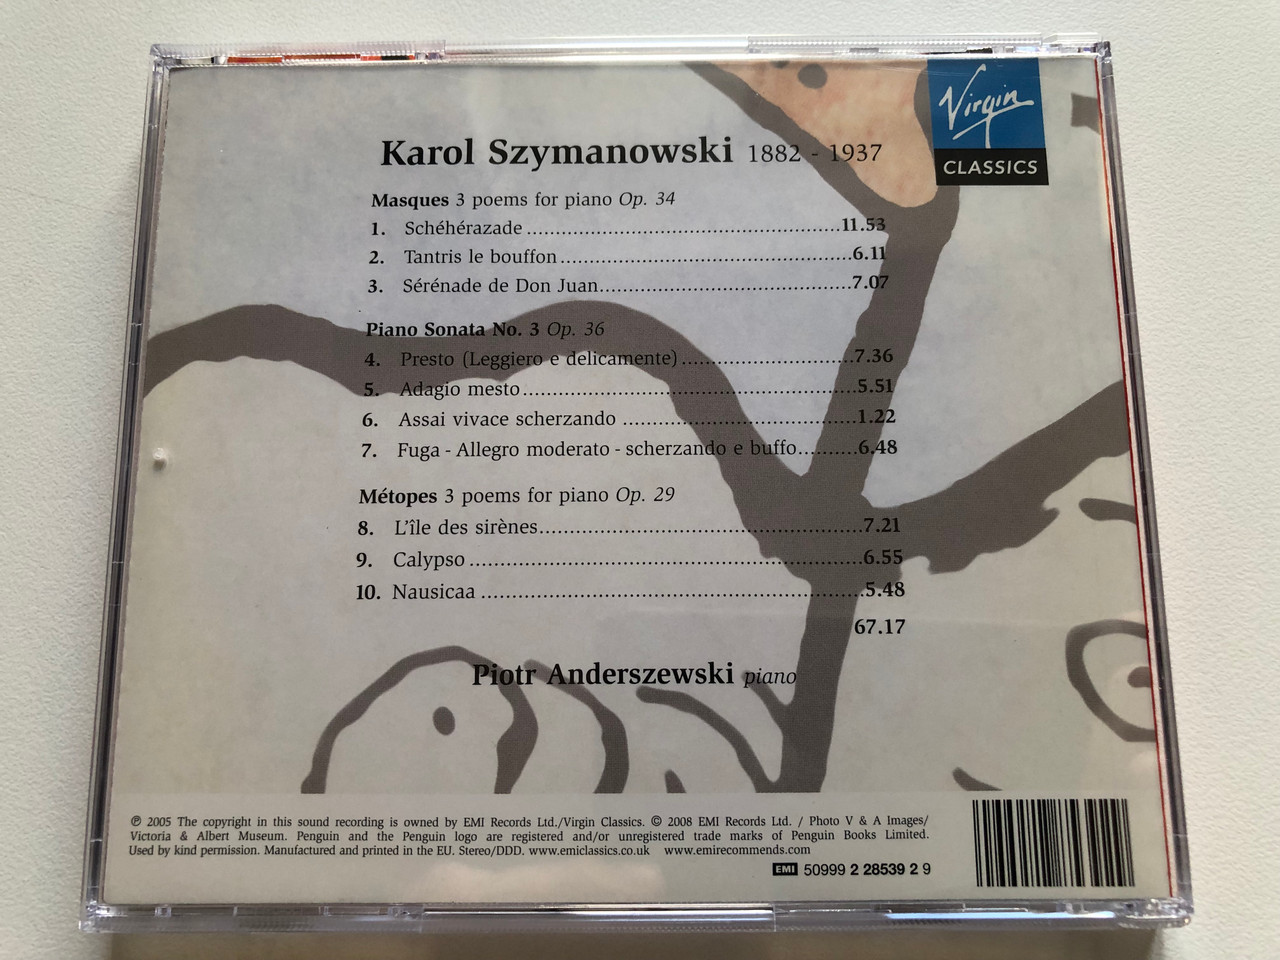 Virgin
CLASSICS
Karol Szymanowski 1882 - 1937
Masques 3 poems for piano Op. 34
1. Schéhérazade 11.53
2. Tantris le bouffon 6.11
3. Sérénade de Don Juan 7.07
Piano Sonata No. 3 Op. 36
4. Presto (Leggiero e delicamente) 7.36
5. Adagio mesto 5.51
6. Assai vivace scherzando 1.22
7. Fuga - Allegro moderato - scherzando e buffo 6.48
Métopes 3 poems for piano Op. 29
8. L'île des sirènes 7.21
9. Calypso 6.55
10. Nausicaa 5.48
67.17
Piotr Anderszewski piano
℗ 2005 The copyright in this sound recording is owned by EMI Records Ltd./Virgin Classics. © 2008 EMI Records Ltd. / Photo V & A Images/
Victoria & Albert Museum. Penguin and the Penguin logo are registered and/or unregistered trade marks of Penguin Books Limited.
Used by kind permission. Manufactured and printed in the EU. Stereo/DDD. www.emiclassics.co.uk www.emirecommends.com
EMI 50999 2 28539 2 9